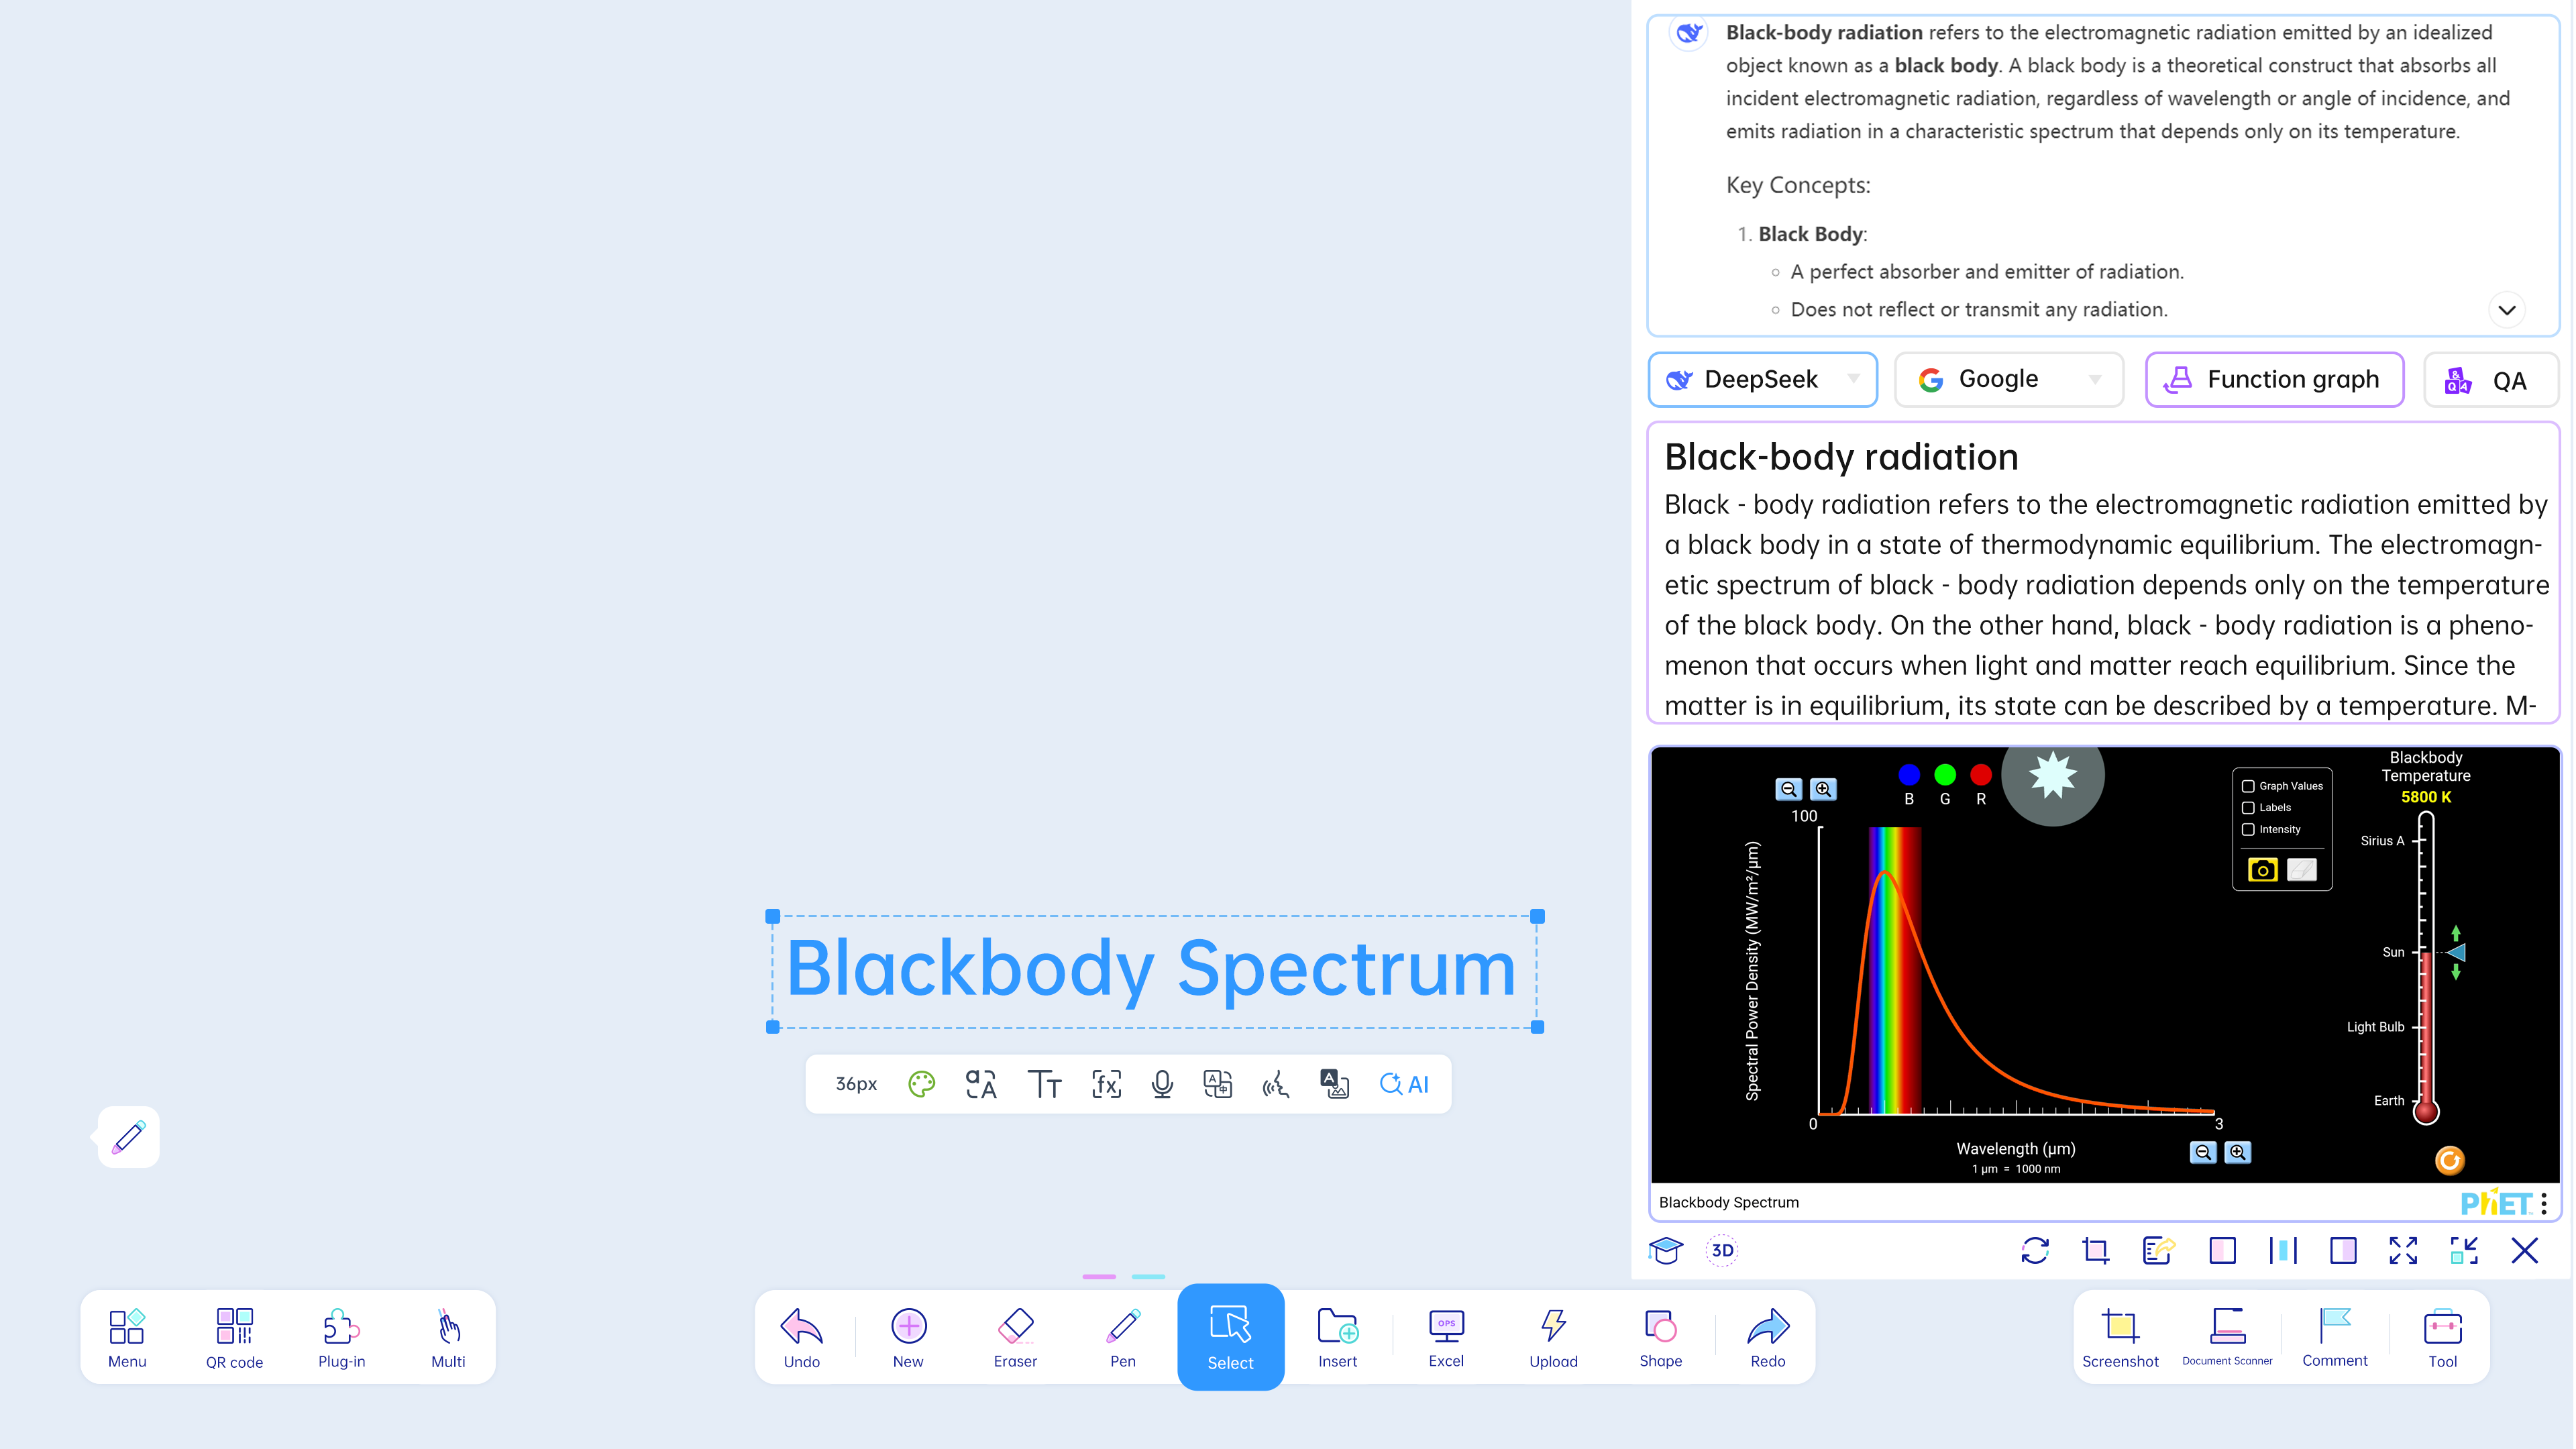 Black-body radiation refers to the electromagnetic radiation emitted by an idealized
object known as a black body. A black body is a theoretical construct that absorbs all
incident electromagnetic radiation, regardless of wavelength or angle of incidence, and
emits radiation in a characteristic spectrum that depends only on its temperature.
Key Concepts:
1. Black Body:
A perfect absorber and emitter of radiation.
Does not reflect or transmit any radiation.
DeepSeek
Google
Function graph
& Q A
QA
Black-body radiation
Black - body radiation refers to the electromagnetic radiation emitted by
a black body in a state of thermodynamic equilibrium. The electromagn-
etic spectrum of black - body radiation depends only on the temperature
of the black body. On the other hand, black - body radiation is a pheno-
menon that occurs when light and matter reach equilibrium. Since the
matter is in equilibrium, its state can be described by a temperature. M-
Blackbody
Temperature
5800 K
B G R
Graph Values
Labels
Intensity
100
Spectral Power Density (MW/m²/μm)
0
3
Wavelength (μm)
1 μm = 1000 nm
Sirius A
Sun
Light Bulb
Earth
Blackbody Spectrum
PhET
3D
Blackbody Spectrum
36px
a A
TT
fx
A 中
A
AI
Menu
QR code
Plug-in
Multi
Undo
New
Eraser
Pen
Select
Insert
OPS
Excel
Upload
Shape
Redo
Screenshot
Document Scanner
Comment
Tool